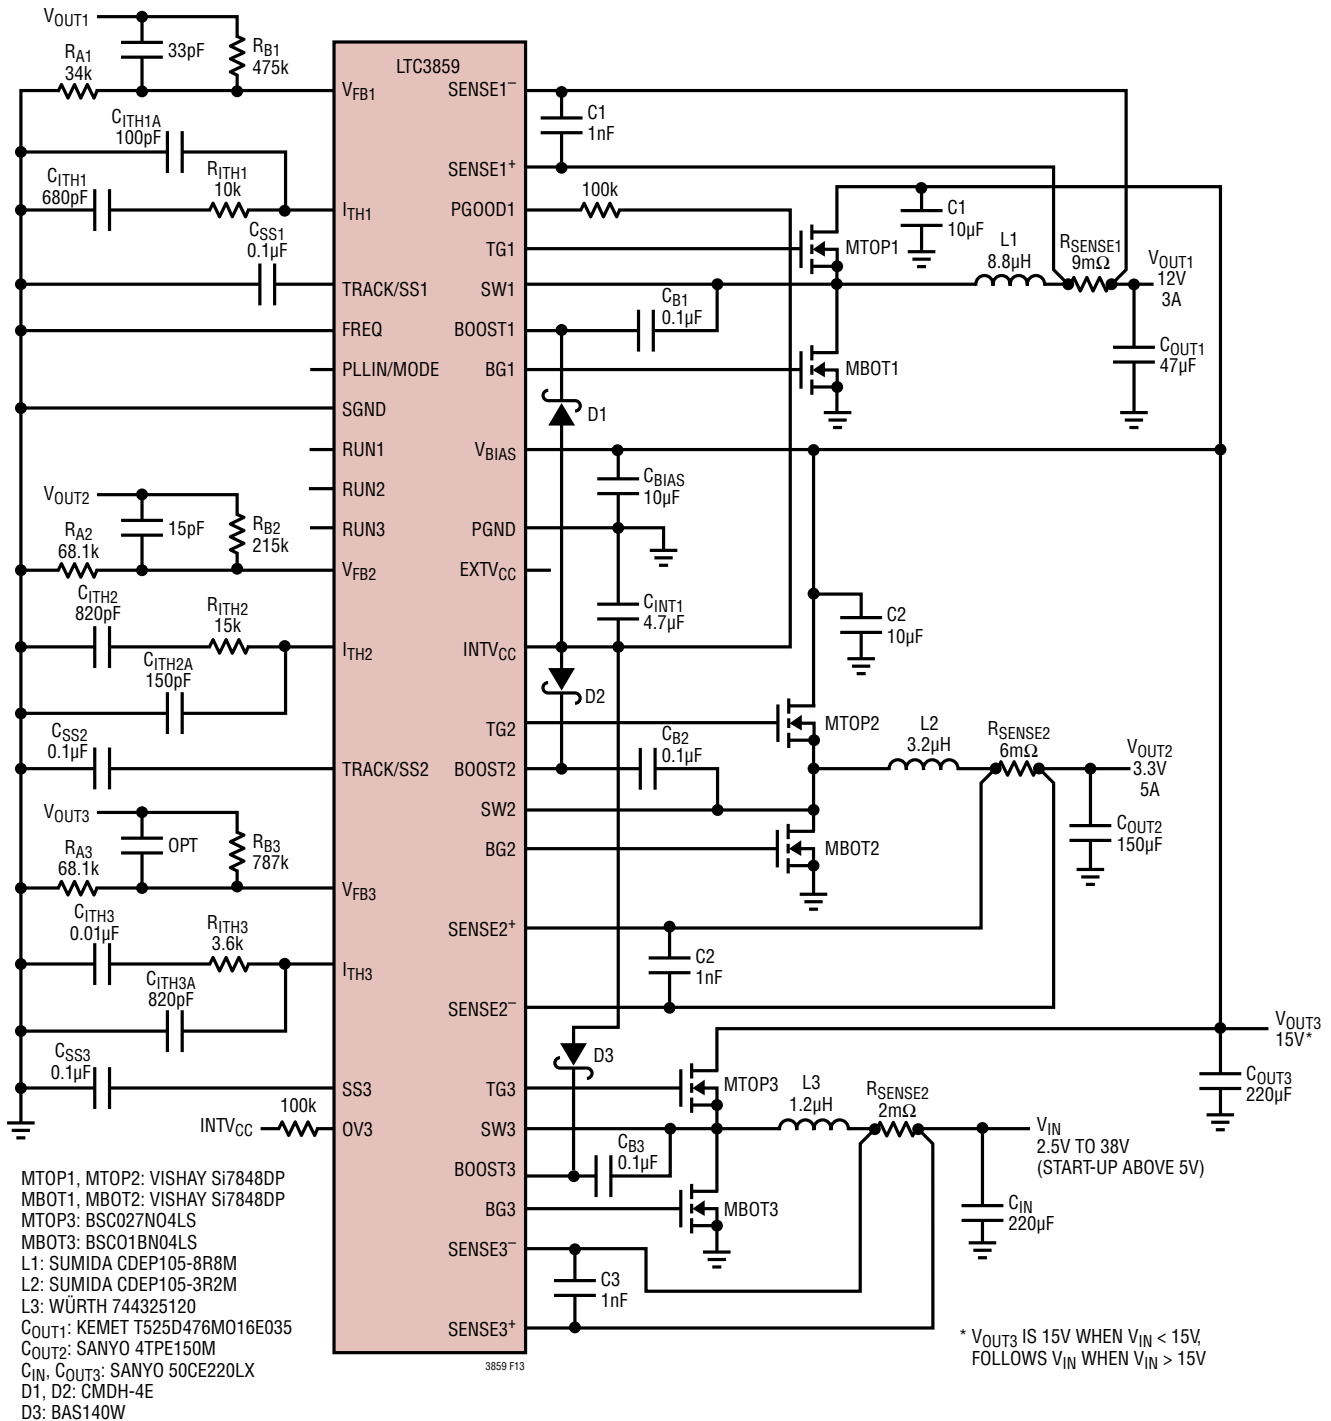 VOUT1
33pF
RB1
475k
RA1
34k
CITH1A
100pF
CITH1
680pF
RITH1
10k
CSS1
0.1µF
VOUT2
15pF
RB2
215k
RA2
68.1k
CITH2
820pF
RITH2
15k
CITH2A
150pF
CSS2
0.1µF
VOUT3
OPT
RB3
787k
RA3
68.1k
CITH3
0.01µF
RITH3
3.6k
CITH3A
820pF
CSS3
0.1µF
100k
INTVCC
LTC3859
VFB1
ITH1
TRACK/SS1
FREQ
PLLIN/MODE
SGND
RUN1
RUN2
RUN3
VFB2
ITH2
TRACK/SS2
VFB3
ITH3
SS3
OV3
SENSE1–
SENSE1+
PGOOD1
TG1
SW1
BOOST1
BG1
VBIAS
PGND
EXTVCC
INTVCC
TG2
BOOST2
SW2
BG2
SENSE2+
SENSE2–
TG3
SW3
BOOST3
BG3
SENSE3–
SENSE3+
C1
1nF
100k
C1
10µF
MTOP1
L1
8.8µH
RSENSE1
9mΩ
VOUT1
12V
3A
CB1
0.1µF
MBOT1
COUT1
47µF
D1
CBIAS
10µF
CINT1
4.7µF
C2
10µF
D2
MTOP2
CB2
0.1µF
L2
3.2µH
RSENSE2
6mΩ
VOUT2
3.3V
5A
COUT2
150µF
MBOT2
C2
1nF
VOUT3
15V*
COUT3
220µF
D3
MTOP3
L3
1.2µH
RSENSE2
2mΩ
VIN
2.5V TO 38V
(START-UP ABOVE 5V)
CB3
0.1µF
MBOT3
CIN
220µF
C3
1nF
MTOP1, MTOP2: VISHAY Si7848DP
MBOT1, MBOT2: VISHAY Si7848DP
MTOP3: BSC027NO4LS
MBOT3: BSCO1BN04LS
L1: SUMIDA CDEP105-8R8M
L2: SUMIDA CDEP105-3R2M
L3: WÜRTH 744325120
COUT1: KEMET T525D476MO16E035
COUT2: SANYO 4TPE150M
CIN, COUT3: SANYO 50CE220LX
D1, D2: CMDH-4E
D3: BAS140W
3859 F13
* VOUT3 IS 15V WHEN VIN < 15V,
FOLLOWS VIN WHEN VIN > 15V